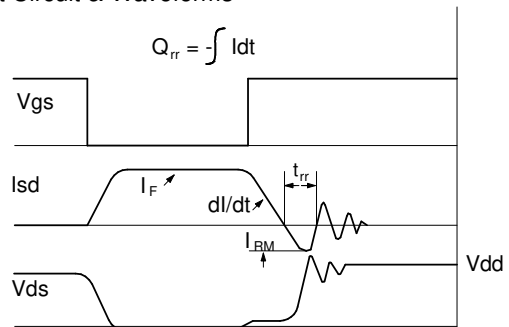 Circuit & Waveforms
Qrr = -∫ Idt
Vgs
trr
Isd
IF
dI/dt
IRM
Vdd
Vds